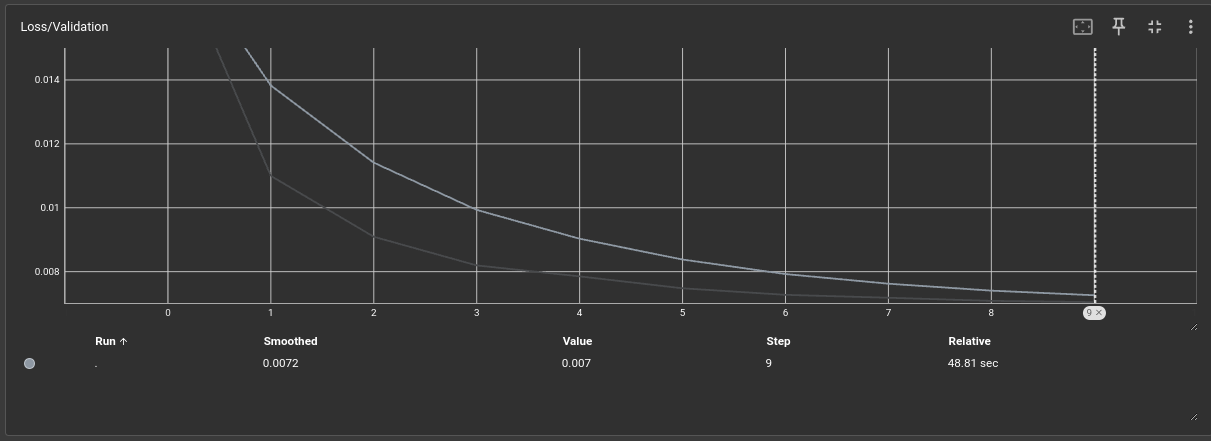 Loss/Validation
0.014
0.012
0.01
0.008
0 1 2 3 4 5 6 7 8 9 ×
Run ↑ Smoothed Value Step Relative
. 0.0072 0.007 9 48.81 sec